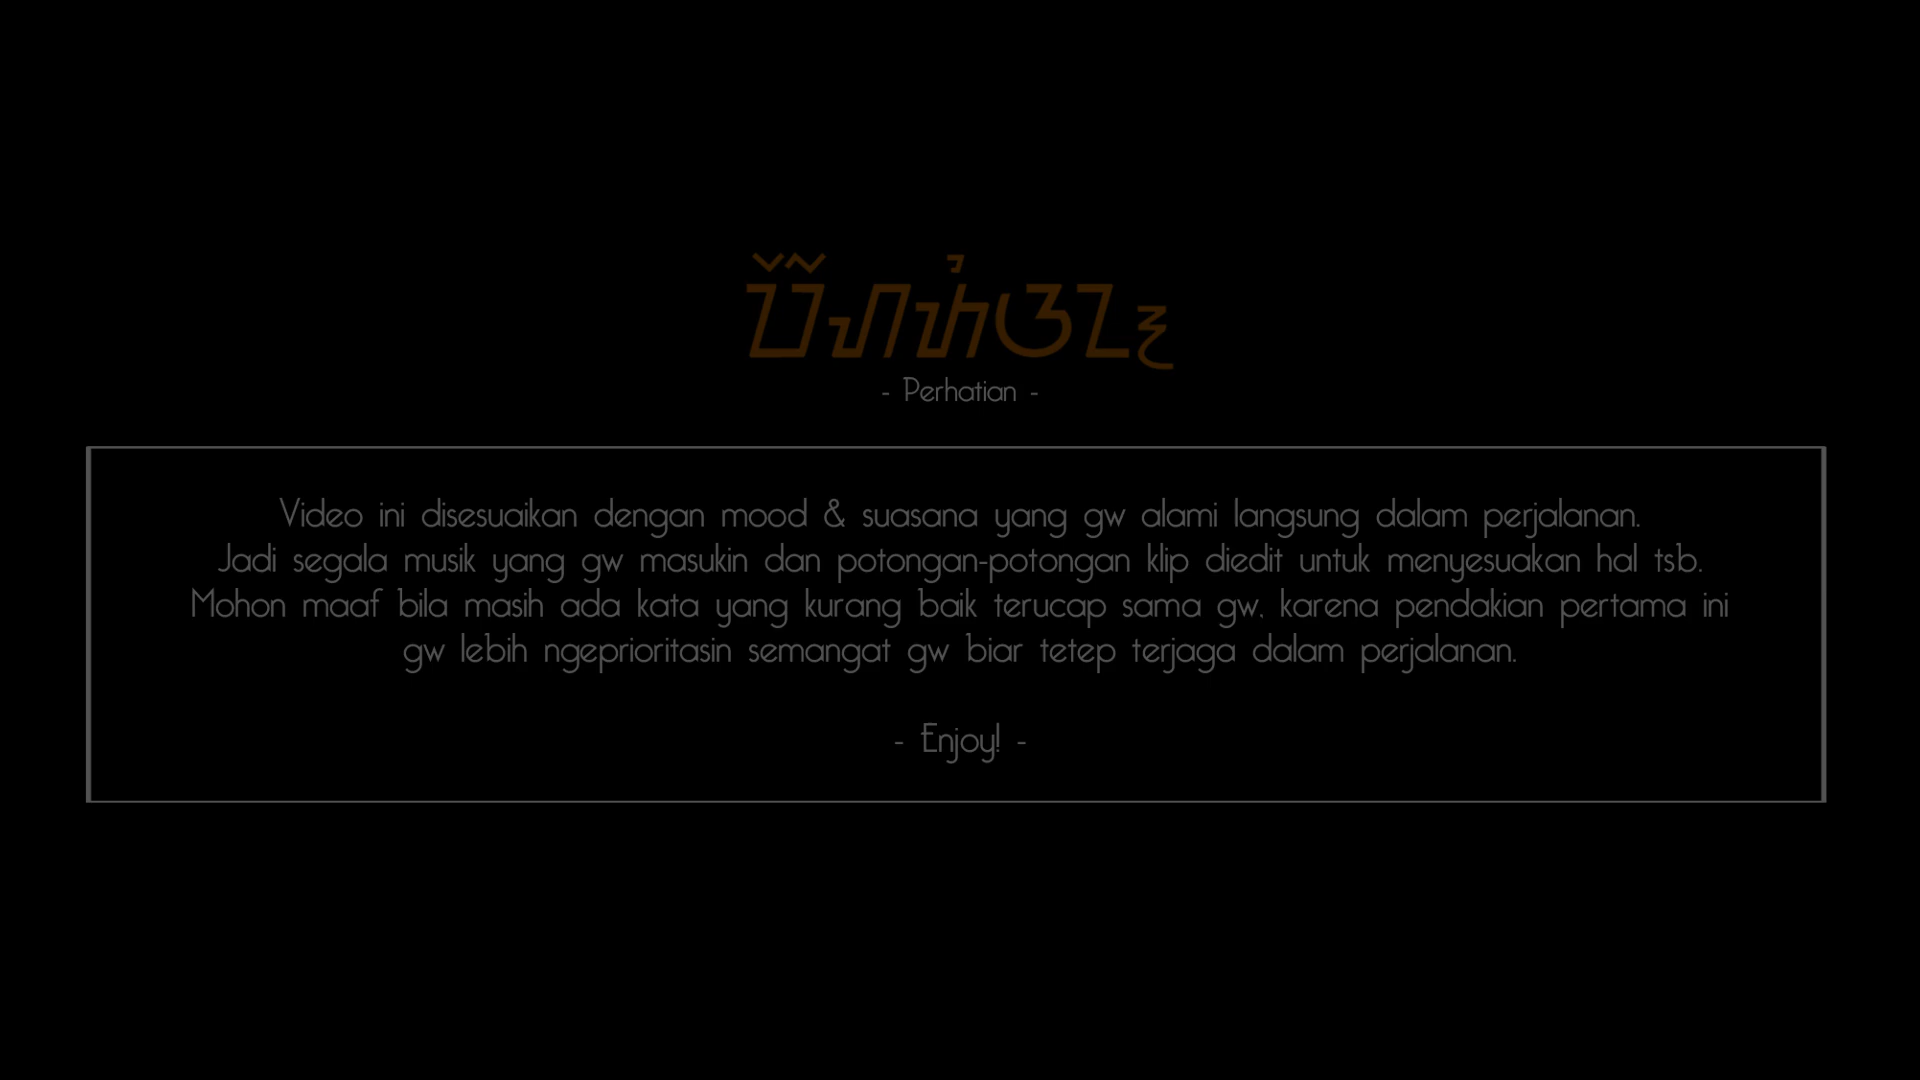 ᮕᮨᮁᮠᮒᮤᮃᮔ᮪
- Perhatian -
Video ini disesuaikan dengan mood & suasana yang gw alami langsung dalam perjalanan.
Jadi segala musik yang gw masukin dan potongan-potongan klip diedit untuk menyesuakan hal tsb.
Mohon maaf bila masih ada kata yang kurang baik terucap sama gw, karena pendakian pertama ini
gw lebih ngeprioritasin semangat gw biar tetep terjaga dalam perjalanan.
- Enjoy! -